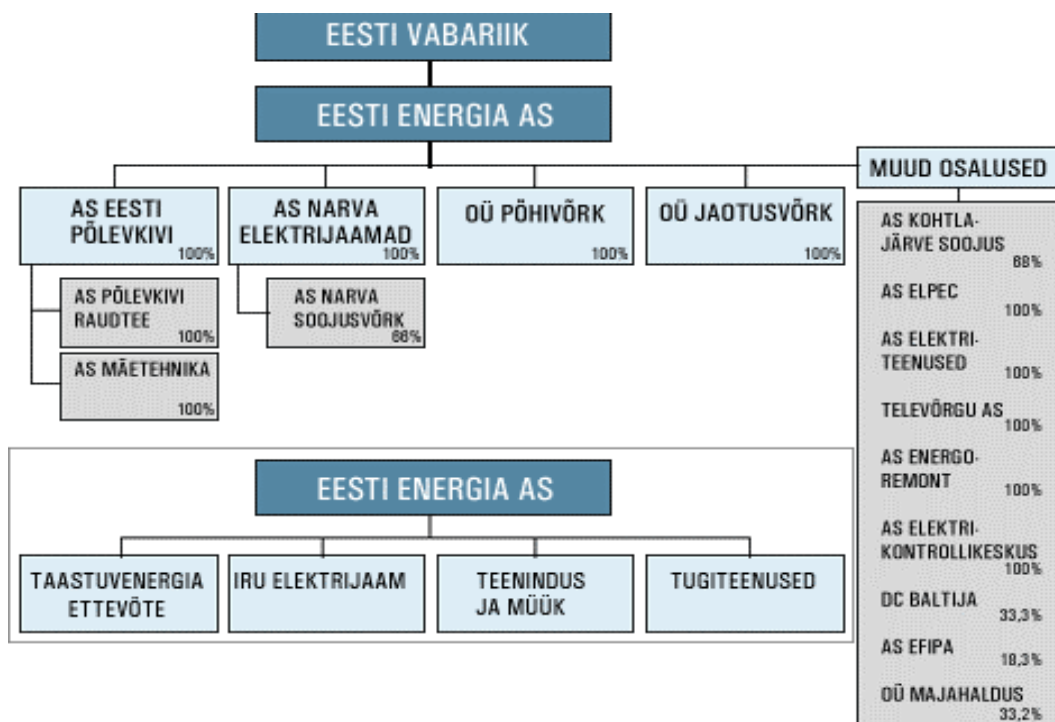 EESTI VABARIIK
EESTI ENERGIA AS
AS EESTI
PÕLEVKIVI
100%
AS PÕLEVKIVI
RAUDTEE
100%
AS MÄETEHNIKA
100%
AS NARVA
ELEKTRIJAAMAD
100%
AS NARVA
SOOJUSVÕRK
66%
OÜ PÕHIVÕRK
100%
OÜ JAOTUSVÕRK
100%
MUUD OSALUSED
AS KOHTLA-
JÄRVE SOOJUS
68%
AS ELPEC
100%
AS ELEKTRI-
TEENUSED
100%
TELEVÕRGU AS
100%
AS ENERGO-
REMONT
100%
AS ELEKTRI-
KONTROLLIKESKUS
100%
DC BALTIJA
33,3%
AS EFIPA
18,3%
OÜ MAJAHALDUS
33,2%
EESTI ENERGIA AS
TAASTUVENERGIA
ETTEVÕTE
IRU ELEKTRIJAAM
TEENINDUS
JA MÜÜK
TUGITEENUSED